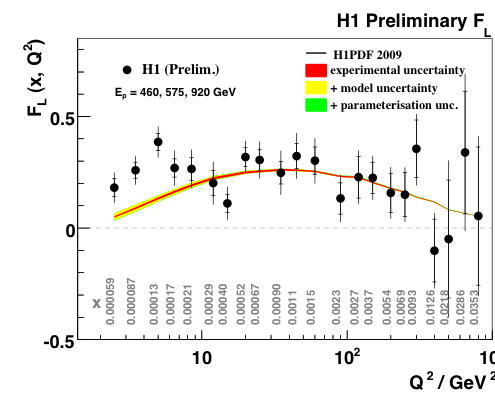 H1 Preliminary F_L
F_L (x, Q²)
H1 (Prelim.)
E_p = 460, 575, 920 GeV
H1PDF 2009
experimental uncertainty
+ model uncertainty
+ parameterisation unc.
0.5
0
-0.5
x
0.000059
0.000087
0.00013
0.00017
0.00021
0.00029
0.00040
0.00052
0.00067
0.00090
0.0011
0.0015
0.0023
0.0027
0.0037
0.0054
0.0069
0.0093
0.0126
0.0218
0.0286
0.0353
10
10²
10
Q² / GeV²